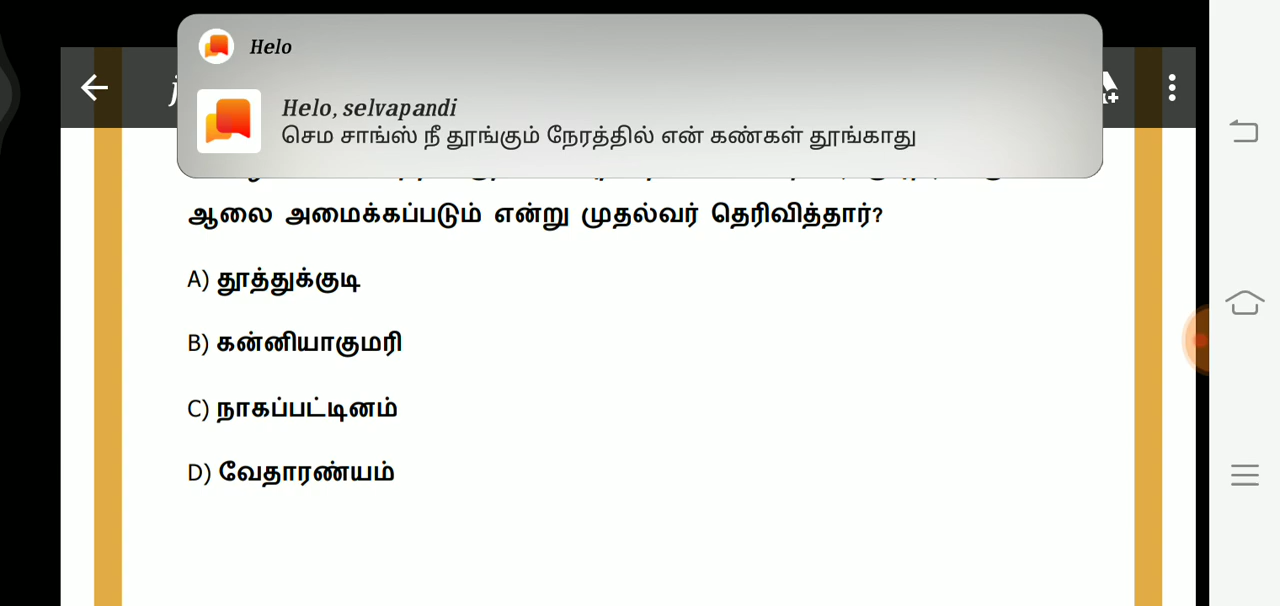 Helo
Helo, selvapandi
செம சாங்ஸ் நீ தூங்கும் நேரத்தில் என் கண்கள் தூங்காது
ஆலை அமைக்கப்படும் என்று முதல்வர் தெரிவித்தார்?
A) தூத்துக்குடி
B) கன்னியாகுமரி
C) நாகப்பட்டினம்
D) வேதாரண்யம்